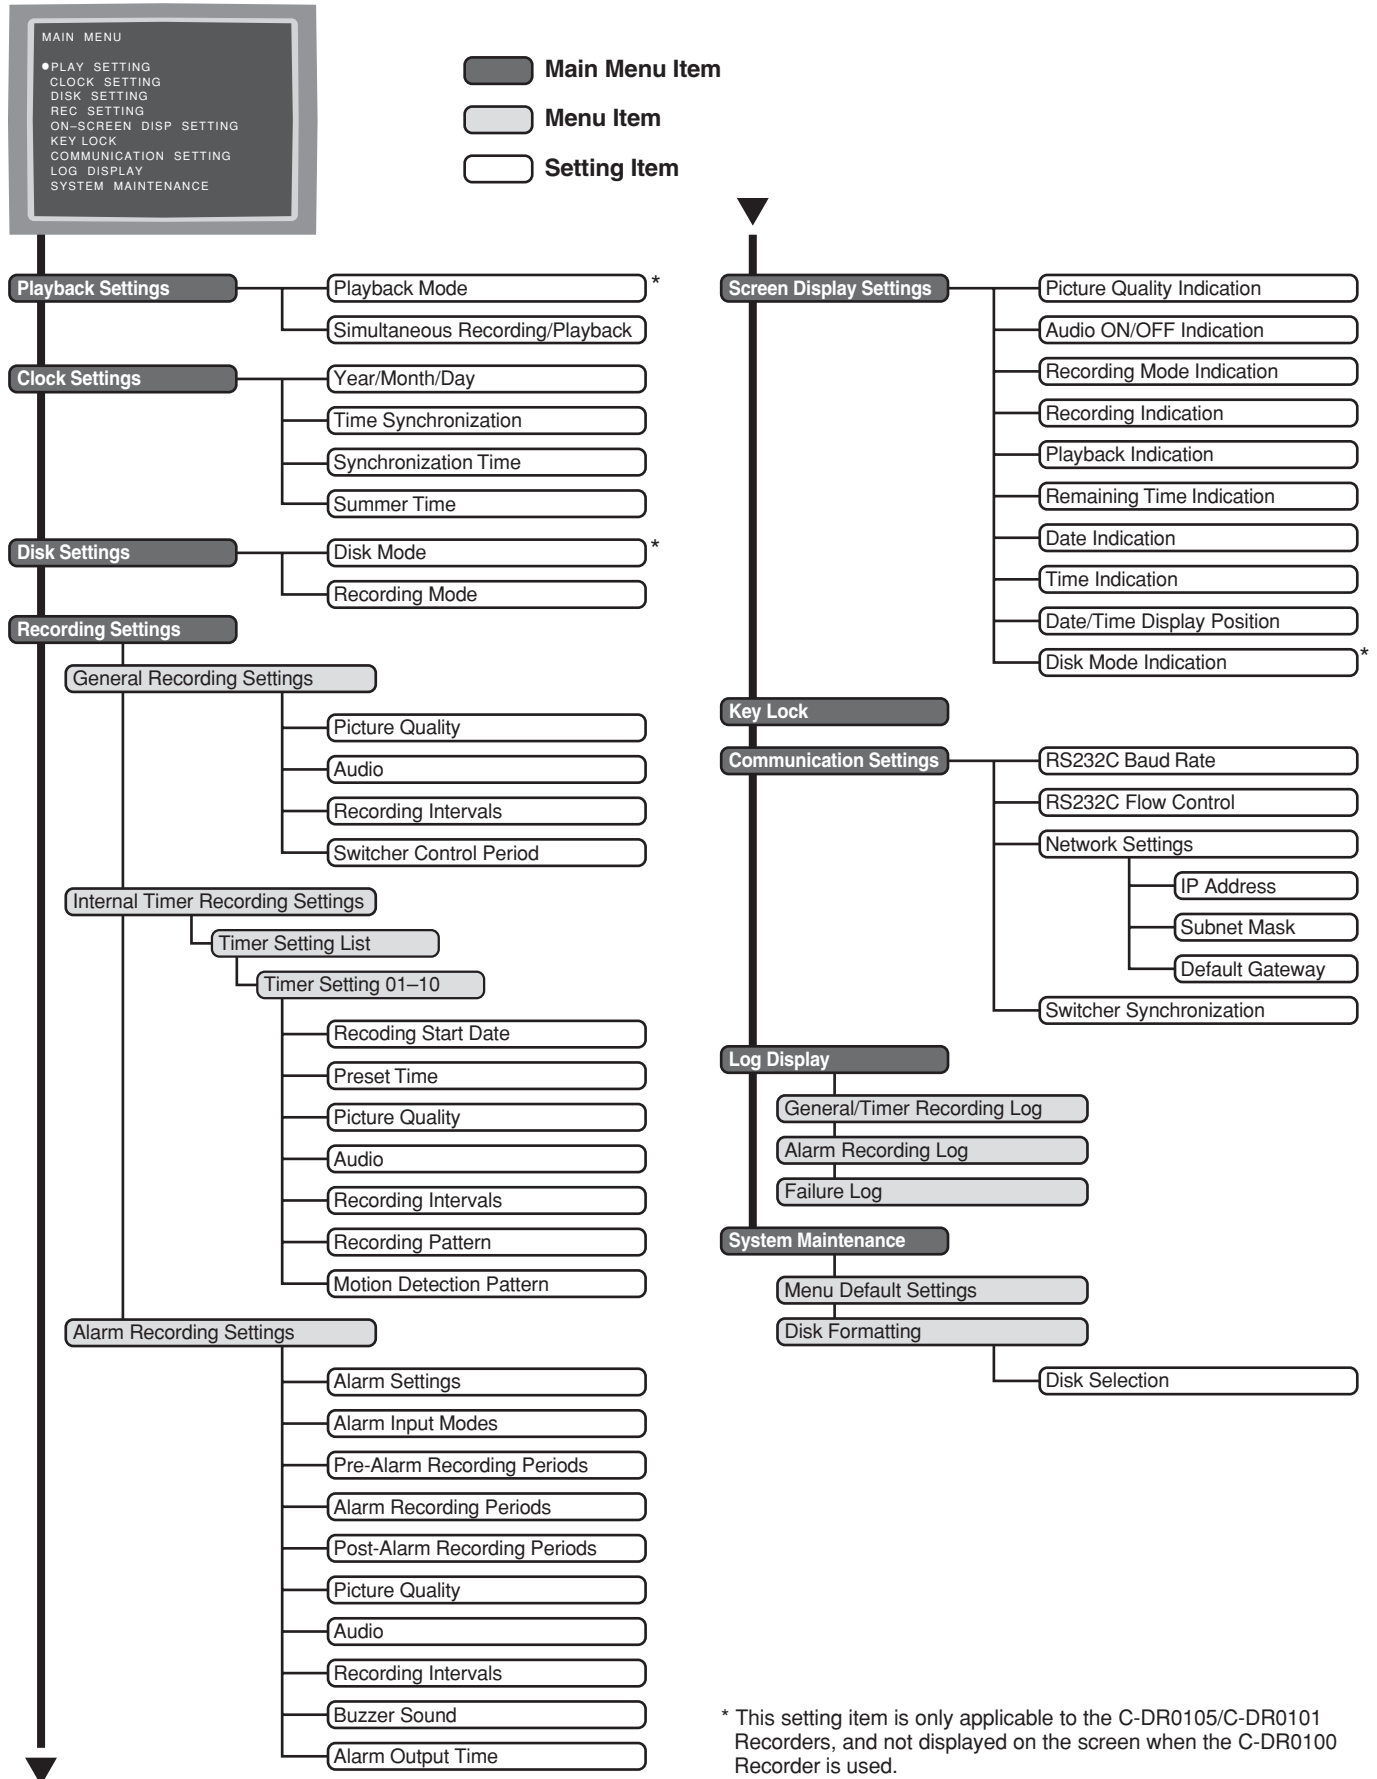 MAIN MENU
●PLAY SETTING
CLOCK SETTING
DISK SETTING
REC SETTING
ON–SCREEN DISP SETTING
KEY LOCK
COMMUNICATION SETTING
LOG DISPLAY
SYSTEM MAINTENANCE
Main Menu Item
Menu Item
Setting Item
Playback Settings
Playback Mode *
Simultaneous Recording/Playback
Clock Settings
Year/Month/Day
Time Synchronization
Synchronization Time
Summer Time
Disk Settings
Disk Mode *
Recording Mode
Recording Settings
General Recording Settings
Picture Quality
Audio
Recording Intervals
Switcher Control Period
Internal Timer Recording Settings
Timer Setting List
Timer Setting 01–10
Recoding Start Date
Preset Time
Picture Quality
Audio
Recording Intervals
Recording Pattern
Motion Detection Pattern
Alarm Recording Settings
Alarm Settings
Alarm Input Modes
Pre-Alarm Recording Periods
Alarm Recording Periods
Post-Alarm Recording Periods
Picture Quality
Audio
Recording Intervals
Buzzer Sound
Alarm Output Time
Screen Display Settings
Picture Quality Indication
Audio ON/OFF Indication
Recording Mode Indication
Recording Indication
Playback Indication
Remaining Time Indication
Date Indication
Time Indication
Date/Time Display Position
Disk Mode Indication *
Key Lock
Communication Settings
RS232C Baud Rate
RS232C Flow Control
Network Settings
IP Address
Subnet Mask
Default Gateway
Switcher Synchronization
Log Display
General/Timer Recording Log
Alarm Recording Log
Failure Log
System Maintenance
Menu Default Settings
Disk Formatting
Disk Selection
* This setting item is only applicable to the C-DR0105/C-DR0101
Recorders, and not displayed on the screen when the C-DR0100
Recorder is used.